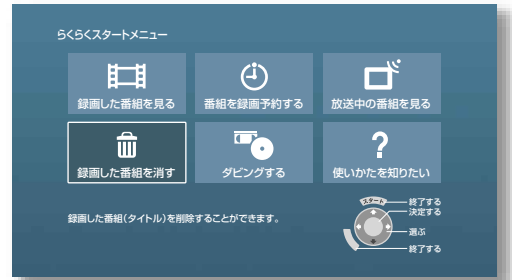 らくらくスタートメニュー
録画した番組を見る
番組を録画予約する
放送中の番組を見る
録画した番組を消す
ダビングする
?
使いかたを知りたい
録画した番組(タイトル)を削除することができます。
スタート
終了する
決定する
選ぶ
終了する